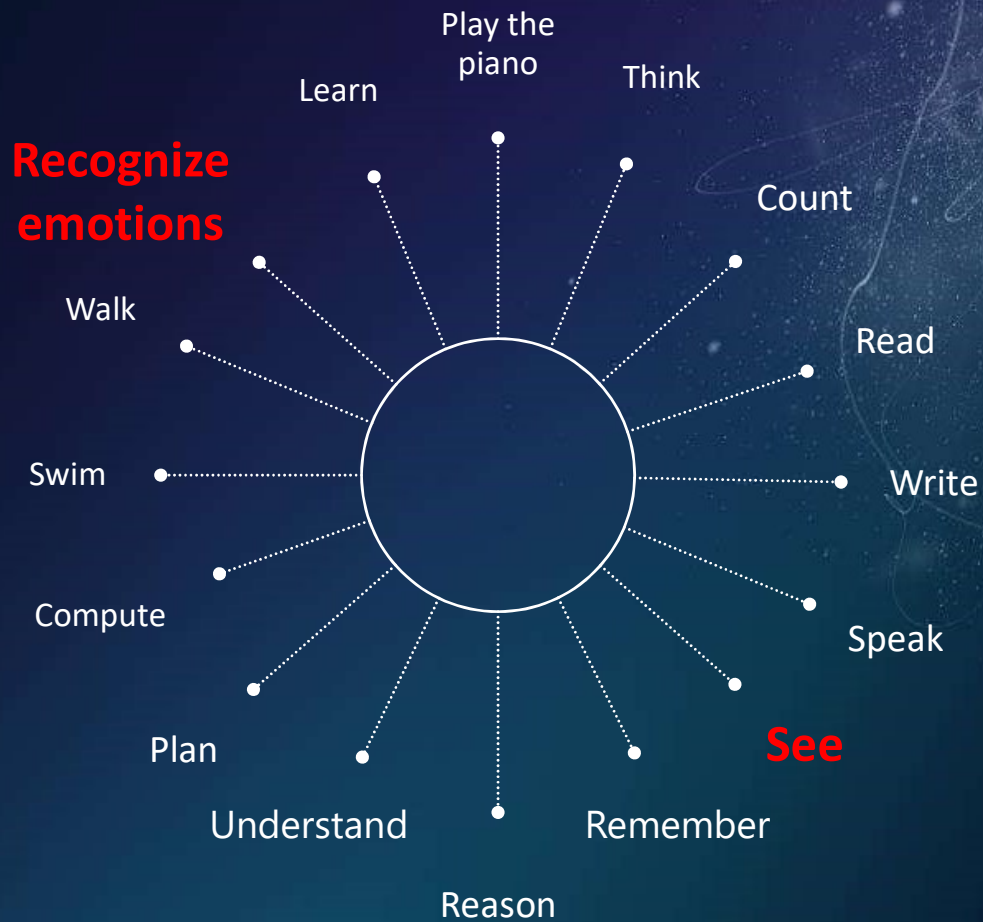 Play the
piano
Think
Learn
Recognize
emotions
Count
Walk
Read
Swim
Write
Compute
Speak
Plan
See
Understand
Remember
Reason